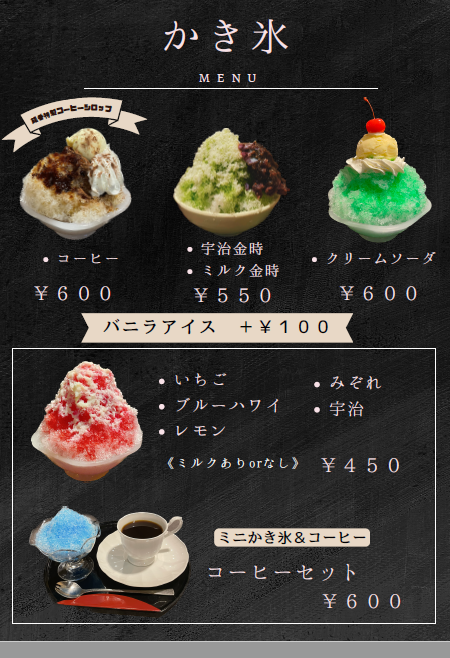 かき氷
MENU
自家特製コーヒーシロップ
• コーヒー
￥６００
• 宇治金時
• ミルク金時
￥５５０
• クリームソーダ
￥６００
バニラアイス　＋￥１００
• いちご
• ブルーハワイ
• レモン
• みぞれ
• 宇治
《ミルクありorなし》
￥４５０
ミニかき氷＆コーヒー
コーヒーセット
￥６００